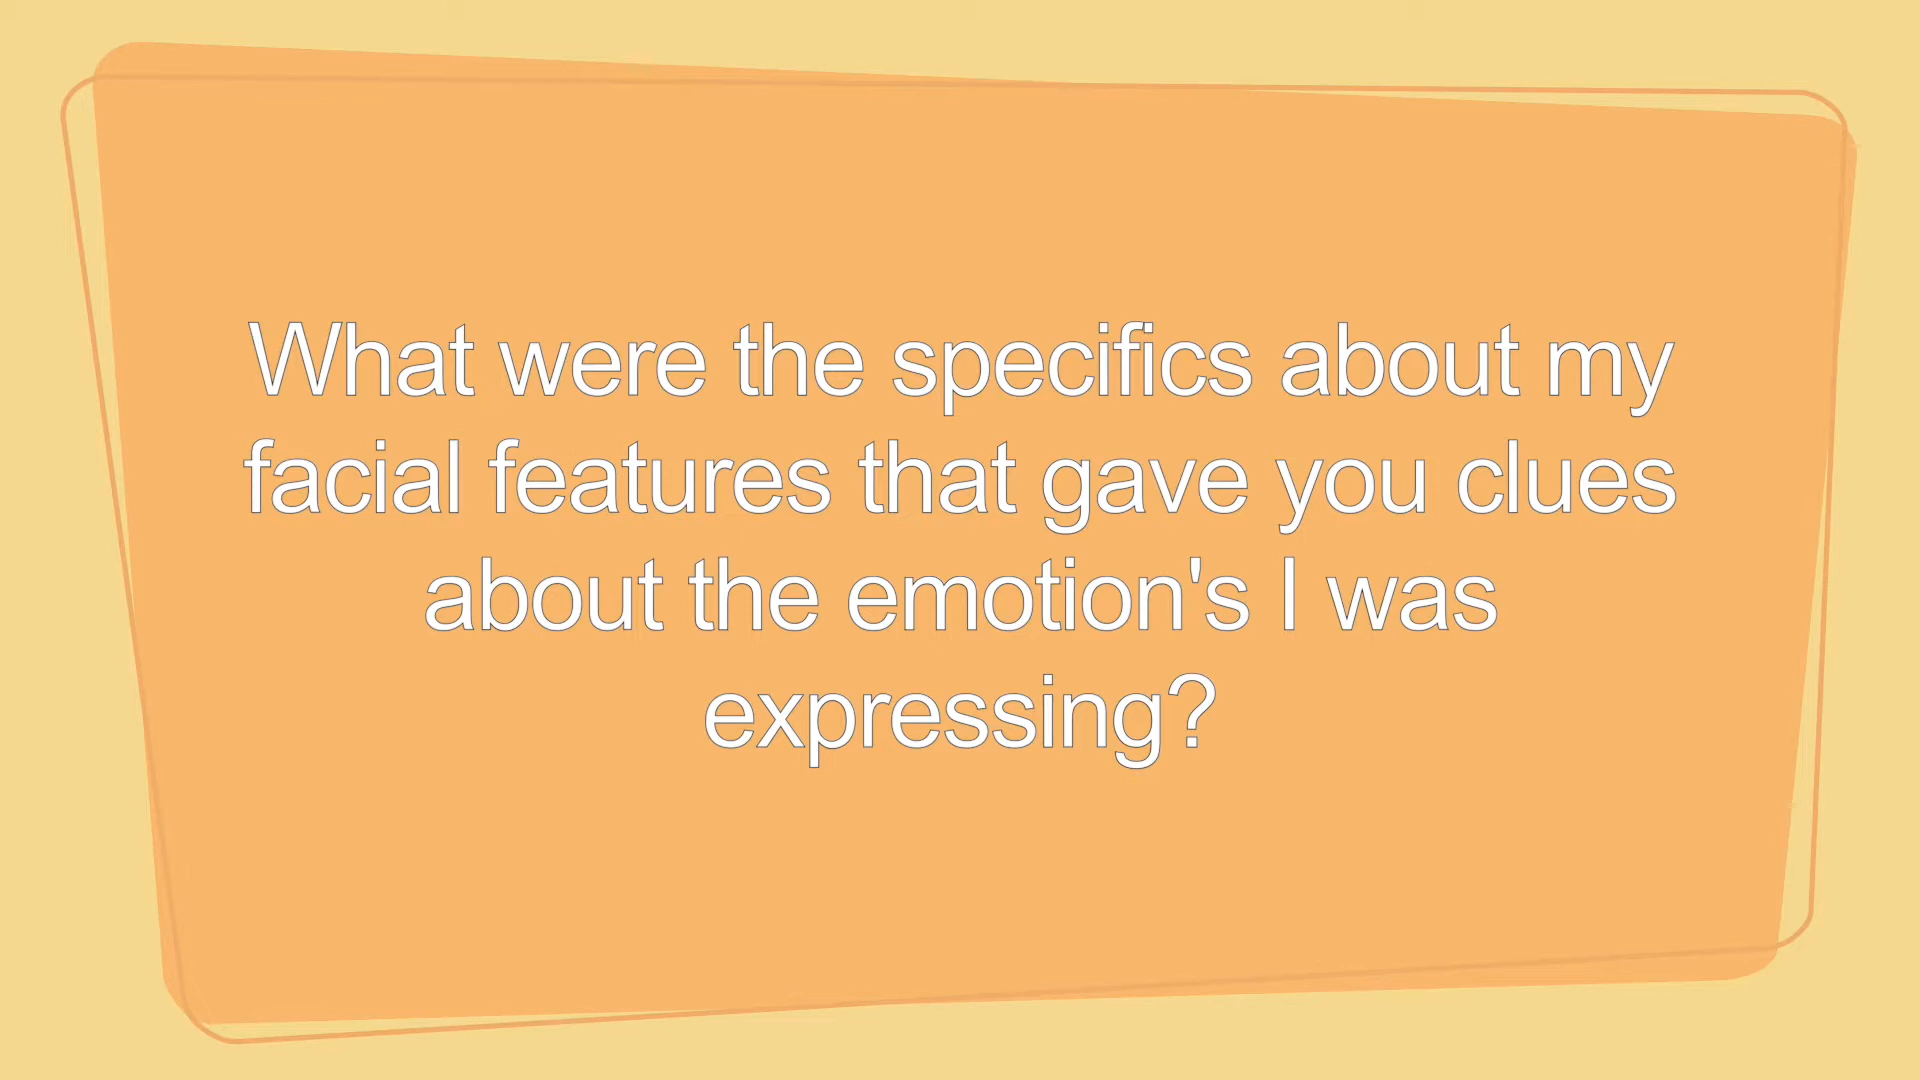 What were the specifics about my
facial features that gave you clues
about the emotion's I was
expressing?